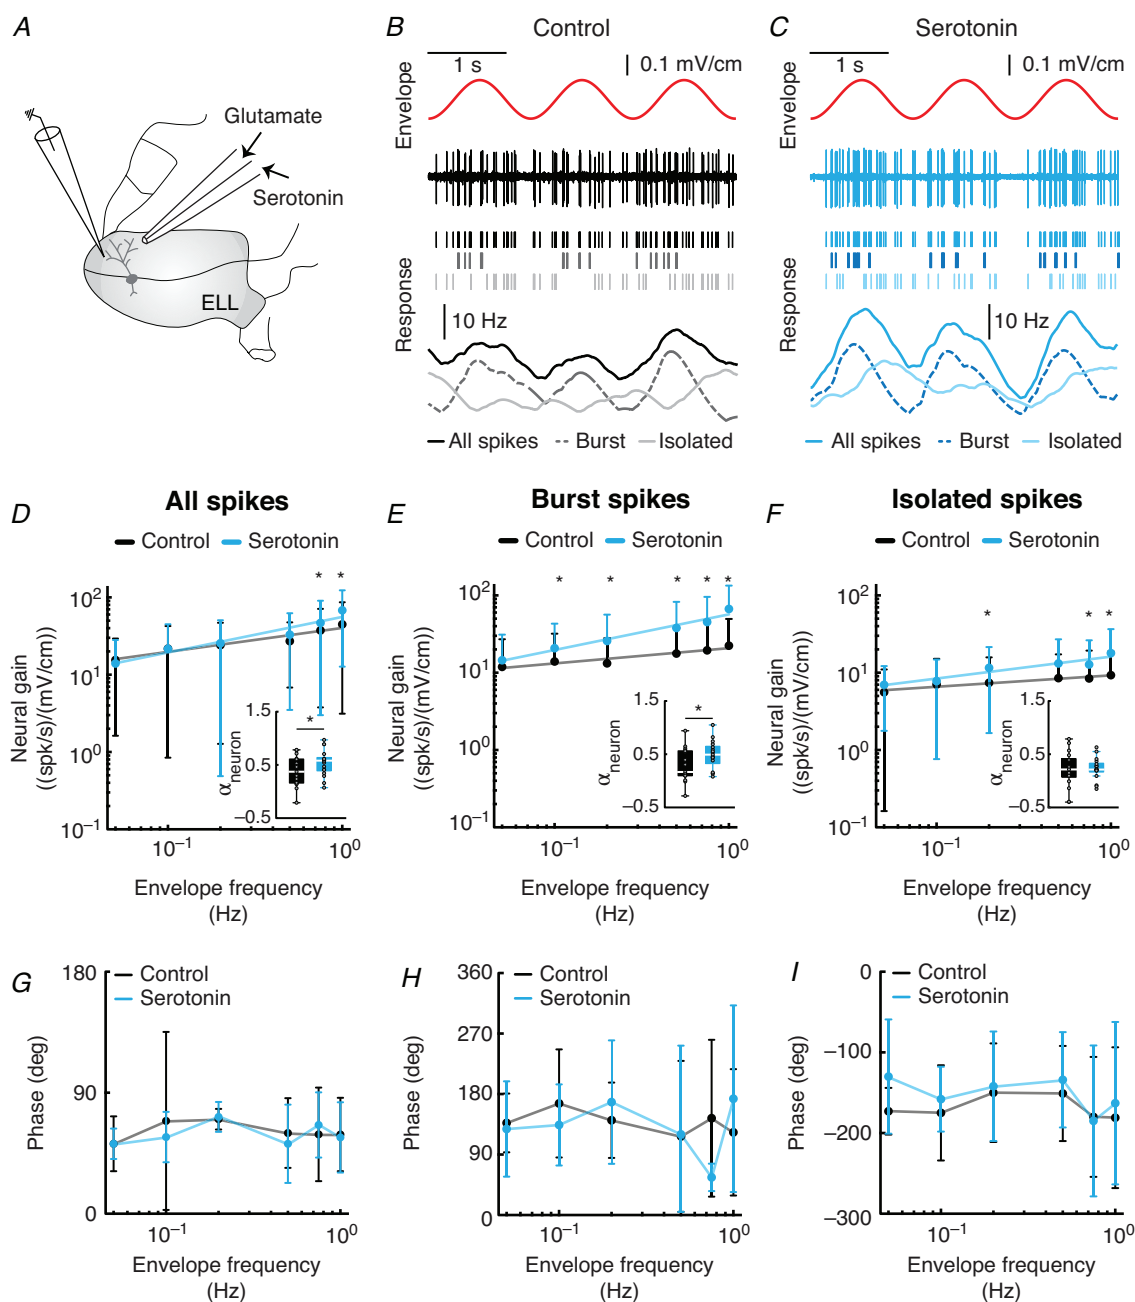 A
Glutamate
Serotonin
ELL
B
Control
1 s
0.1 mV/cm
Envelope
Response
10 Hz
All spikes
Burst
Isolated
C
Serotonin
1 s
0.1 mV/cm
Envelope
Response
10 Hz
All spikes
Burst
Isolated
D
All spikes
Control
Serotonin
* *
Neural gain
((spk/s)/(mV/cm))
10²
10¹
10⁰
10⁻¹
1.5
0.5
−0.5
αneuron
*
10⁻¹
10⁰
Envelope frequency
(Hz)
E
Burst spikes
Control
Serotonin
* * * * *
Neural gain
((spk/s)/(mV/cm))
10²
10¹
10⁰
10⁻¹
1.5
0.5
−0.5
αneuron
*
10⁻¹
10⁰
Envelope frequency
(Hz)
F
Isolated spikes
Control
Serotonin
* * *
Neural gain
((spk/s)/(mV/cm))
10²
10¹
10⁰
10⁻¹
1.5
0.5
−0.5
αneuron
10⁻¹
10⁰
Envelope frequency
(Hz)
G
Control
Serotonin
Phase (deg)
180
90
0
10⁻¹
10⁰
Envelope frequency
(Hz)
H
Control
Serotonin
Phase (deg)
360
270
180
90
0
10⁻¹
10⁰
Envelope frequency
(Hz)
I
Control
Serotonin
Phase (deg)
0
−100
−200
−300
10⁻¹
10⁰
Envelope frequency
(Hz)